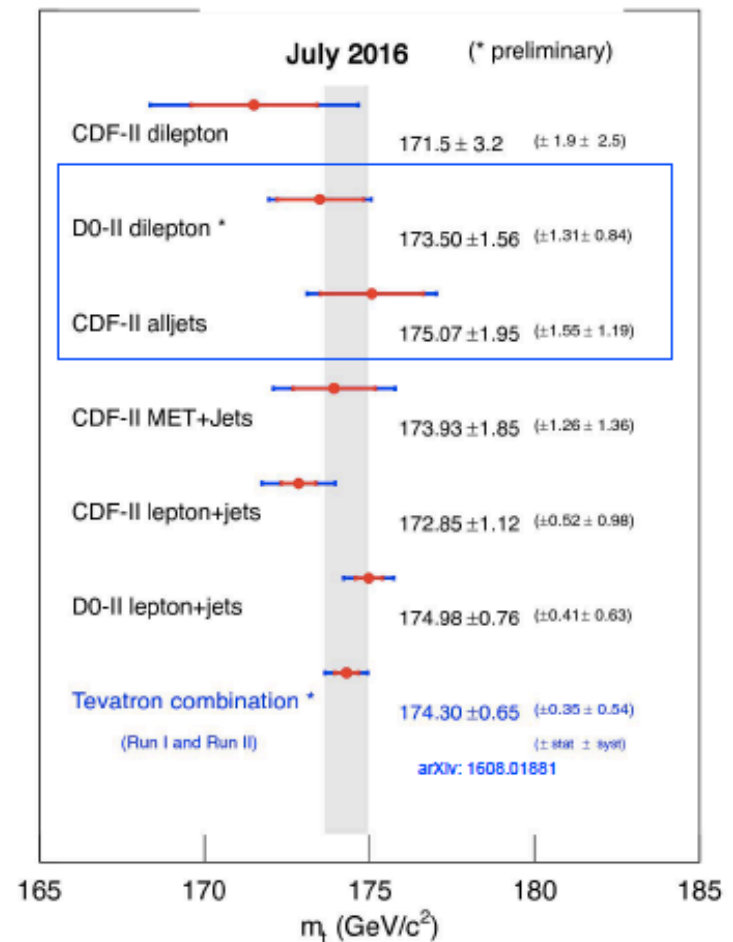 July 2016 (* preliminary)
CDF-II dilepton 171.5 ± 3.2 (± 1.9 ± 2.5)
D0-II dilepton * 173.50 ±1.56 (±1.31± 0.84)
CDF-II alljets 175.07 ±1.95 (±1.55 ± 1.19)
CDF-II MET+Jets 173.93 ±1.85 (±1.26 ± 1.36)
CDF-II lepton+jets 172.85 ±1.12 (±0.52 ± 0.98)
D0-II lepton+jets 174.98 ±0.76 (±0.41± 0.63)
Tevatron combination * 174.30 ±0.65 (±0.35 ± 0.54)
(Run I and Run II) (± stat ± syst)
arXiv: 1608.01881
165 170 175 180 185
mt (GeV/c²)